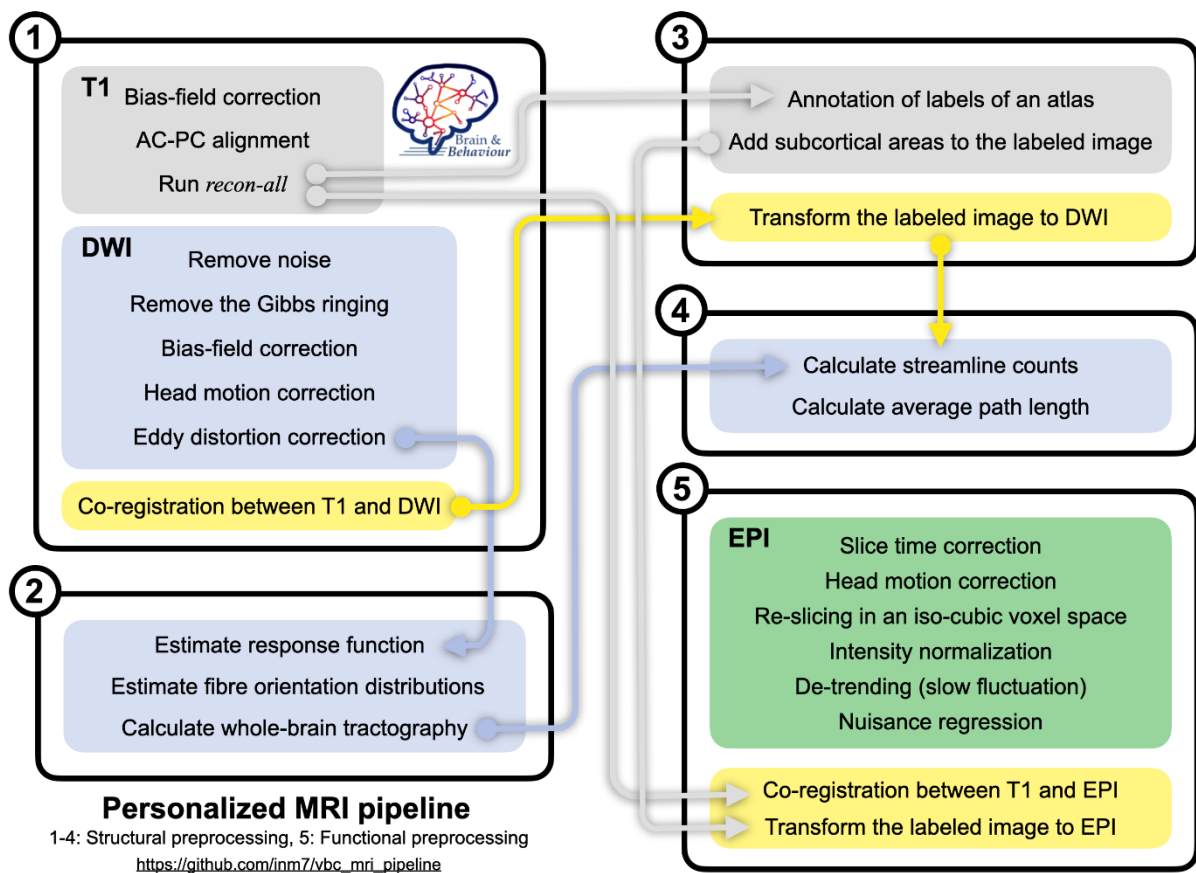 1
T1
Bias-field correction
AC-PC alignment
Run recon-all
Brain &
Behaviour
DWI
Remove noise
Remove the Gibbs ringing
Bias-field correction
Head motion correction
Eddy distortion correction
Co-registration between T1 and DWI
2
Estimate response function
Estimate fibre orientation distributions
Calculate whole-brain tractography
Personalized MRI pipeline
1-4: Structural preprocessing, 5: Functional preprocessing
https://github.com/inm7/vbc_mri_pipeline
3
Annotation of labels of an atlas
Add subcortical areas to the labeled image
Transform the labeled image to DWI
4
Calculate streamline counts
Calculate average path length
5
EPI
Slice time correction
Head motion correction
Re-slicing in an iso-cubic voxel space
Intensity normalization
De-trending (slow fluctuation)
Nuisance regression
Co-registration between T1 and EPI
Transform the labeled image to EPI